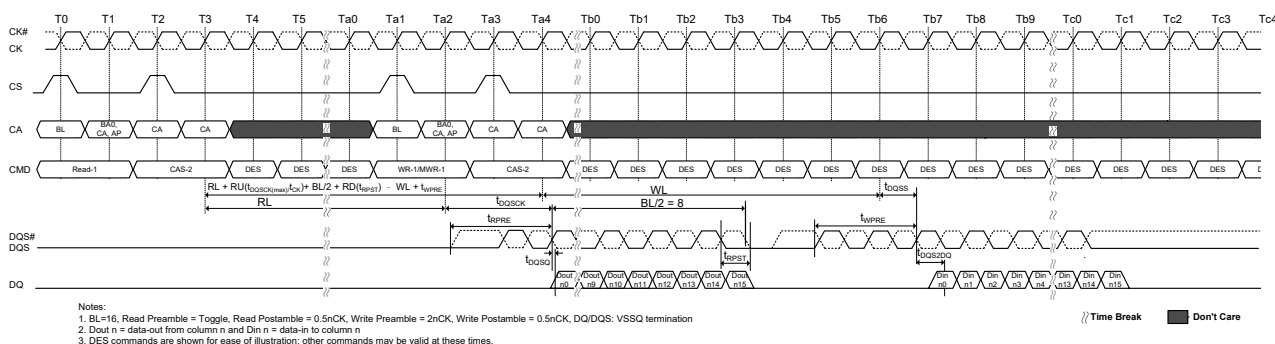 T0 T1 T2 T3 T4 T5 Ta0 Ta1 Ta2 Ta3 Ta4 Tb0 Tb1 Tb2 Tb3 Tb4 Tb5 Tb6 Tb7 Tb8 Tb9 Tc0 Tc1 Tc2 Tc3 Tc4
CK#
CK
CS
CA BL BA0, CA, AP CA CA BL BA0, CA, AP CA CA
CMD Read-1 CAS-2 DES DES DES WR-1/MWR-1 CAS-2 DES DES DES DES DES DES DES DES DES DES DES DES DES DES
RL + RU(tDQSCK(max)/tCK)+ BL/2 + RD(tRPST) - WL + tWPRE
WL
tDQSS
RL
tDQSCK
BL/2 = 8
tRPRE
tWPRE
DQS#
DQS
tDQSQ
tRPST
tDQS2DQ
DQ Dout n0 Dout n9 Dout n10 Dout n11 Dout n12 Dout n13 Dout n14 Dout n15 Din n0 Din n1 Din n2 Din n3 Din n4 Din n13 Din n14 Din n15
Notes:
1. BL=16, Read Preamble = Toggle, Read Postamble = 0.5nCK, Write Preamble = 2nCK, Write Postamble = 0.5nCK, DQ/DQS: VSSQ termination
2. Dout n = data-out from column n and Din n = data-in to column n
3. DES commands are shown for ease of illustration; other commands may be valid at these times.
Time Break
Don't Care